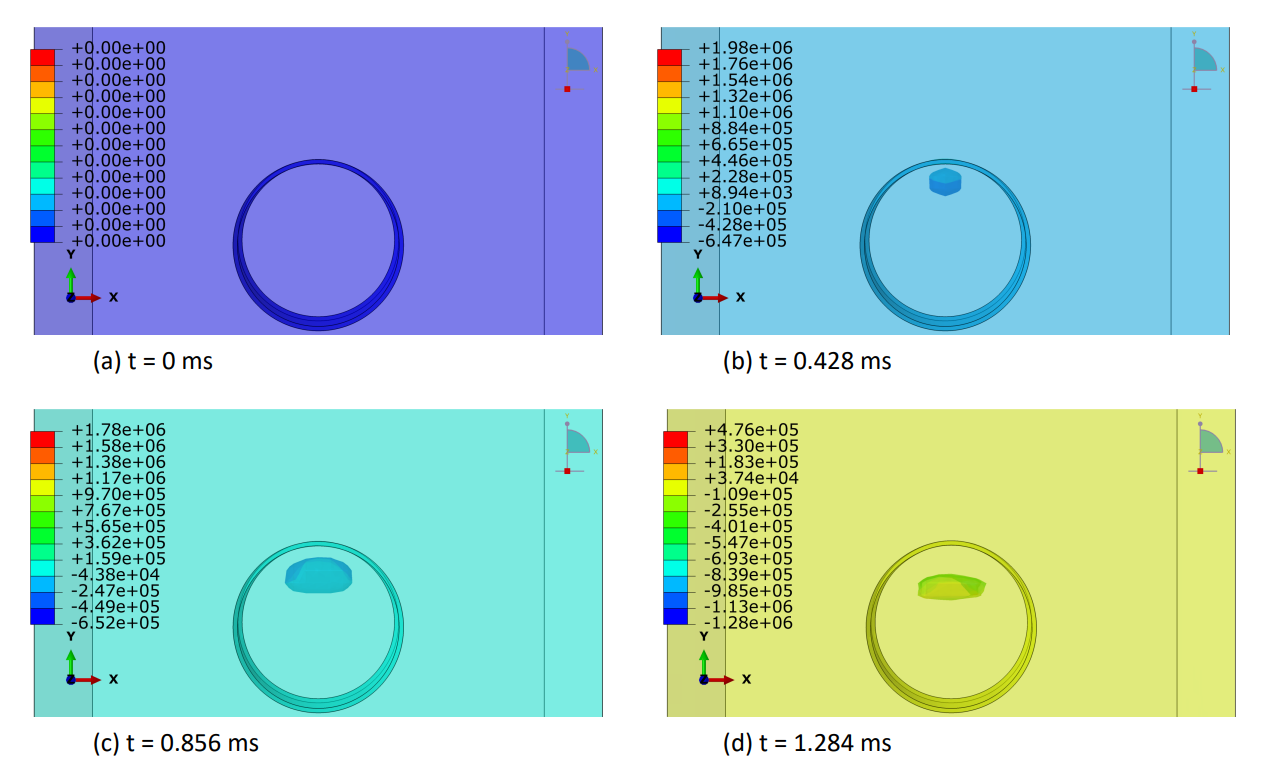 +0.00e+00
+0.00e+00
+0.00e+00
+0.00e+00
+0.00e+00
+0.00e+00
+0.00e+00
+0.00e+00
+0.00e+00
+0.00e+00
+0.00e+00
+0.00e+00
+0.00e+00
Y
X
Y
X
Z
(a) t = 0 ms
+1.98e+06
+1.76e+06
+1.54e+06
+1.32e+06
+1.10e+06
+8.84e+05
+6.65e+05
+4.46e+05
+2.28e+05
+8.94e+03
-2.10e+05
-4.28e+05
-6.47e+05
Y
X
Y
X
Z
(b) t = 0.428 ms
+1.78e+06
+1.58e+06
+1.38e+06
+1.17e+06
+9.70e+05
+7.67e+05
+5.65e+05
+3.62e+05
+1.59e+05
-4.38e+04
-2.47e+05
-4.49e+05
-6.52e+05
Y
X
Y
X
Z
(c) t = 0.856 ms
+4.76e+05
+3.30e+05
+1.83e+05
+3.74e+04
-1.09e+05
-2.55e+05
-4.01e+05
-5.47e+05
-6.93e+05
-8.39e+05
-9.85e+05
-1.13e+06
-1.28e+06
Y
X
Y
X
Z
(d) t = 1.284 ms